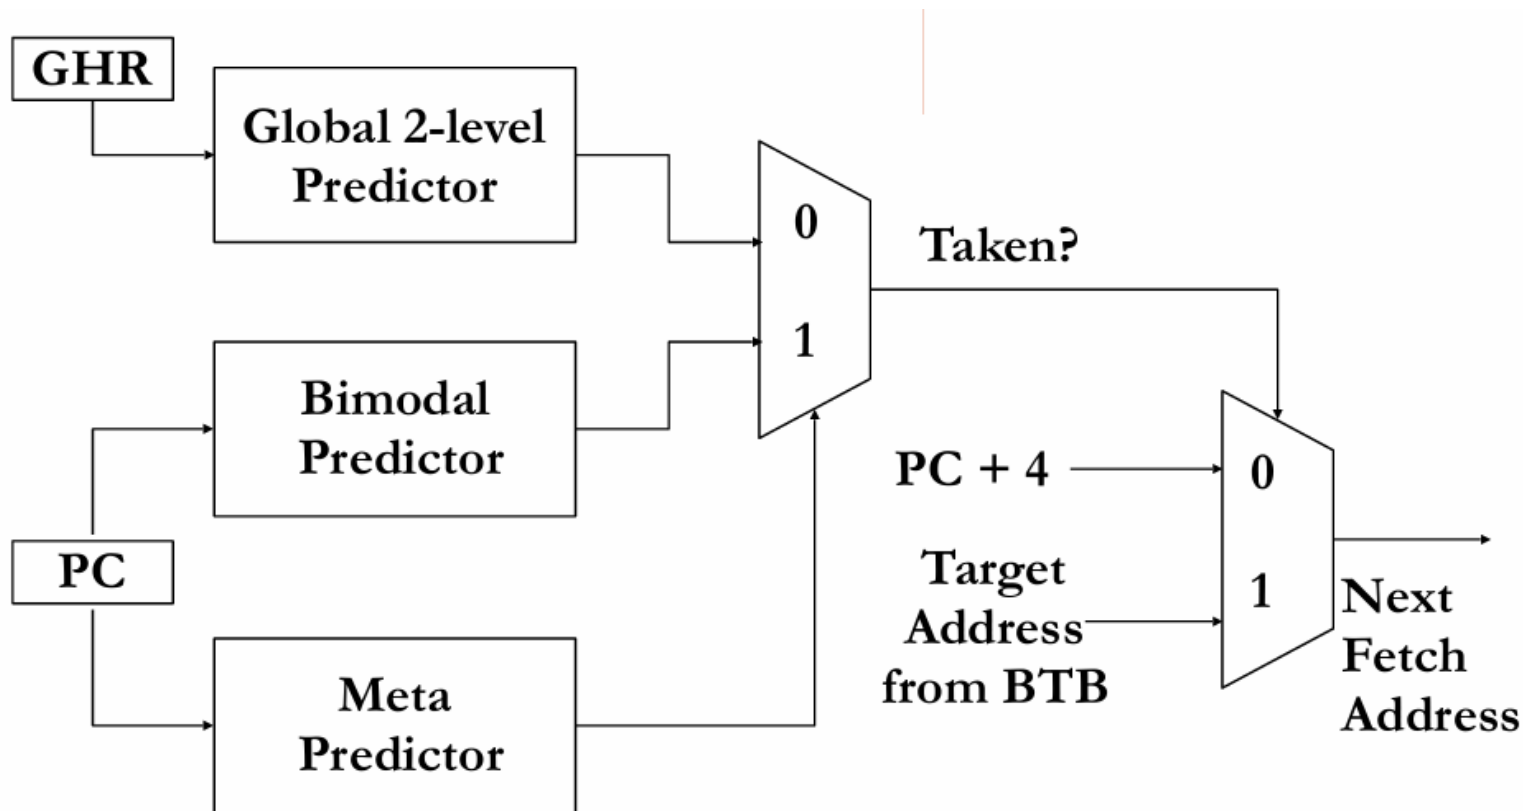 GHR
Global 2-level
Predictor
0
Taken?
1
Bimodal
Predictor
PC + 4
0
PC
Target
Address
from BTB
1
Next
Fetch
Address
Meta
Predictor